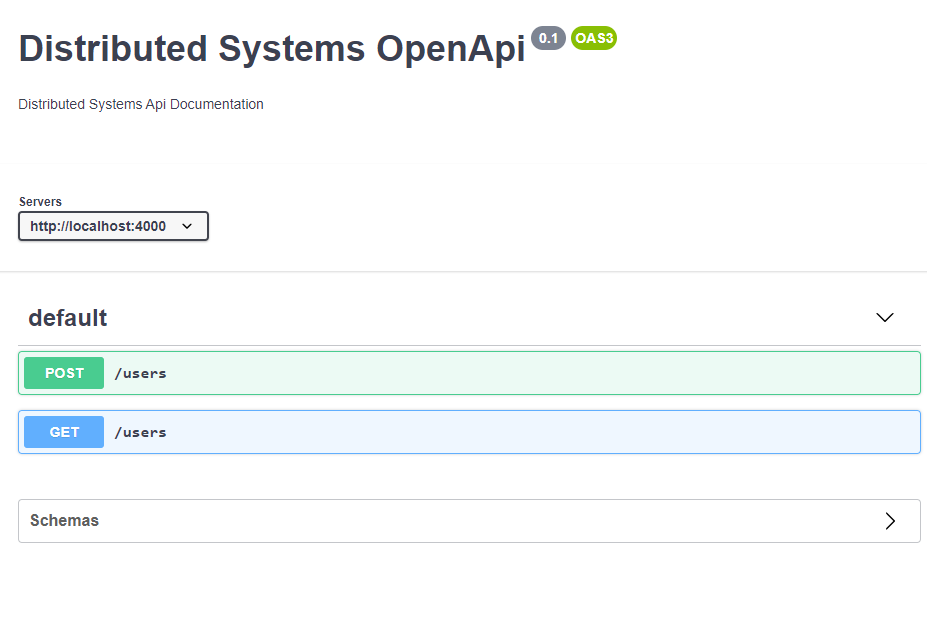 Distributed Systems OpenApi 0.1 OAS3
Distributed Systems Api Documentation
Servers
http://localhost:4000
default
POST /users
GET /users
Schemas